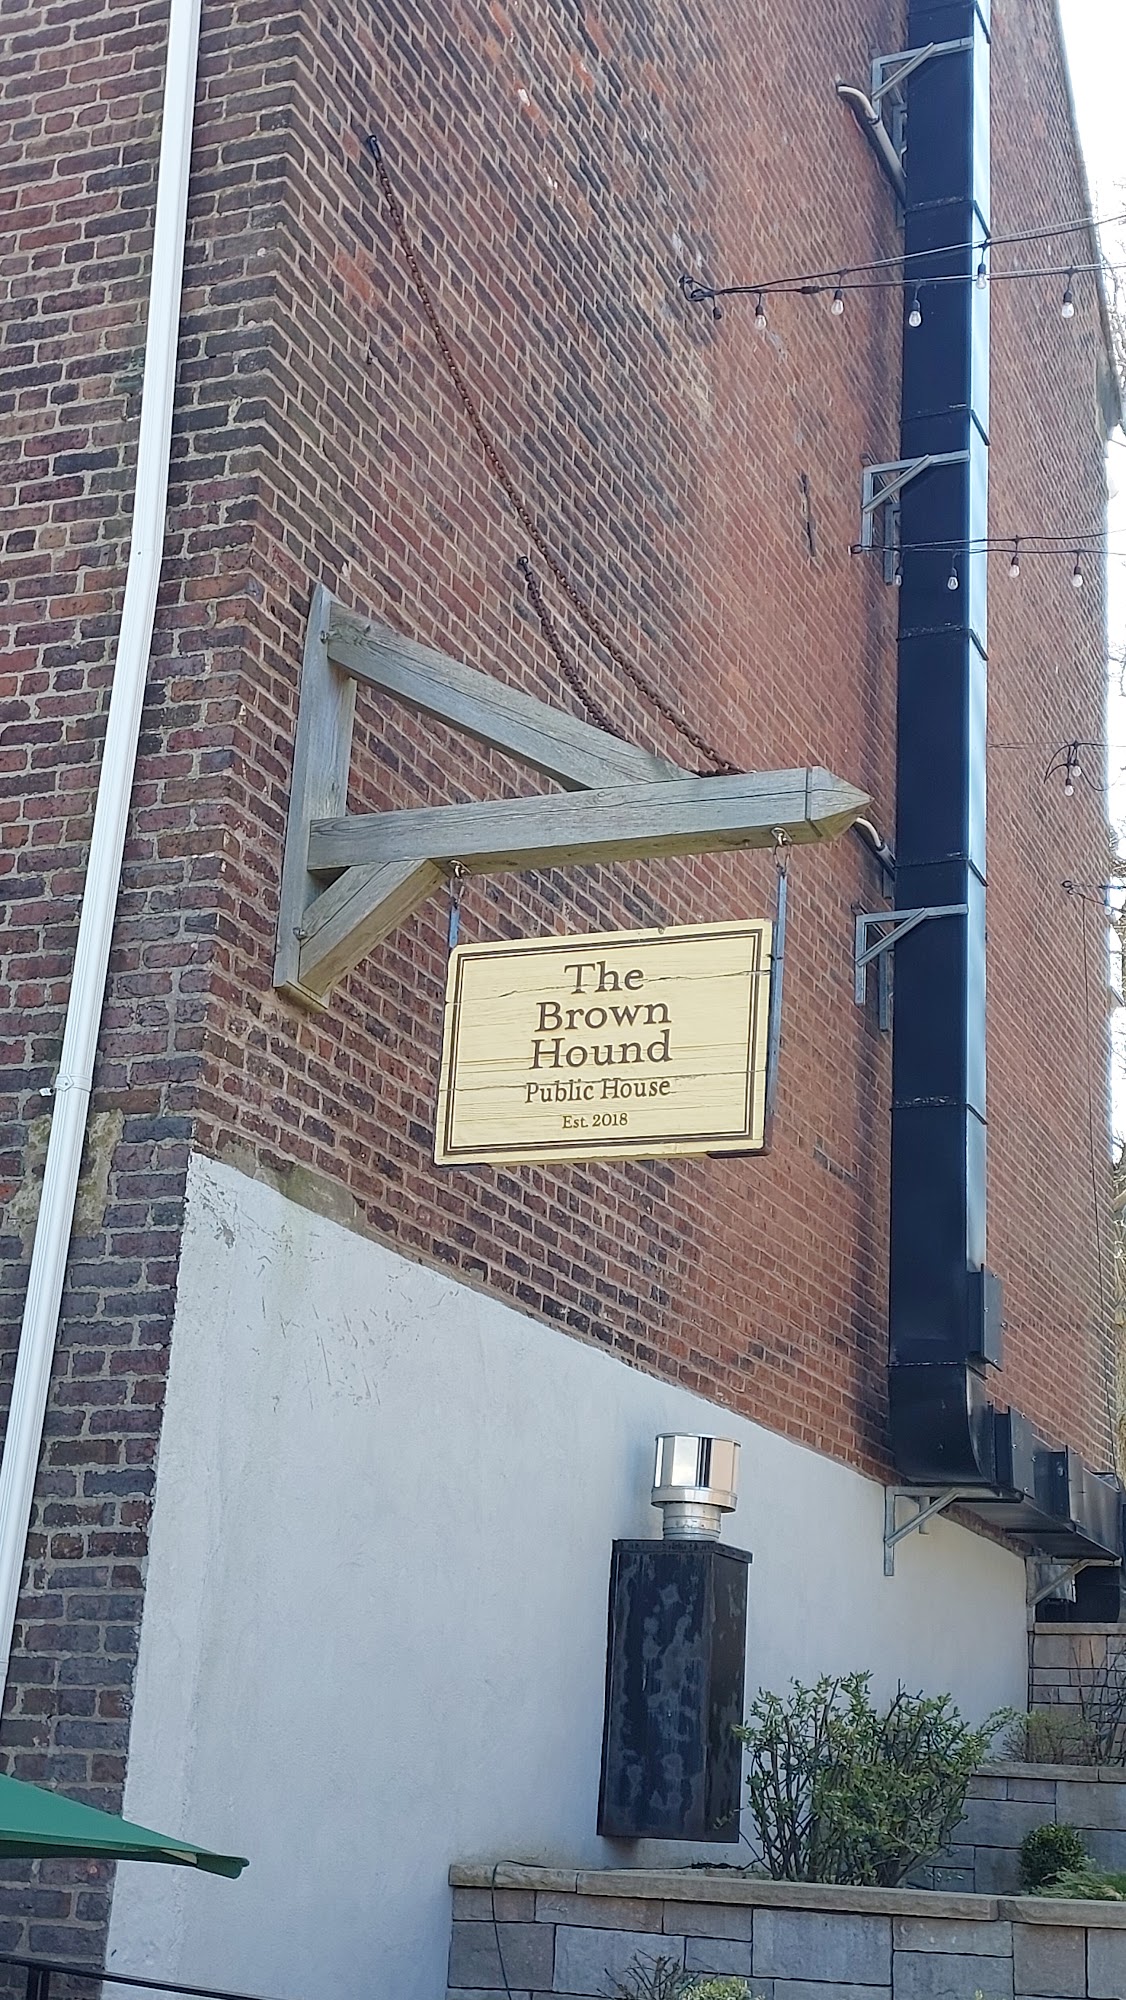 The
Brown
Hound
Public House
Est. 2018